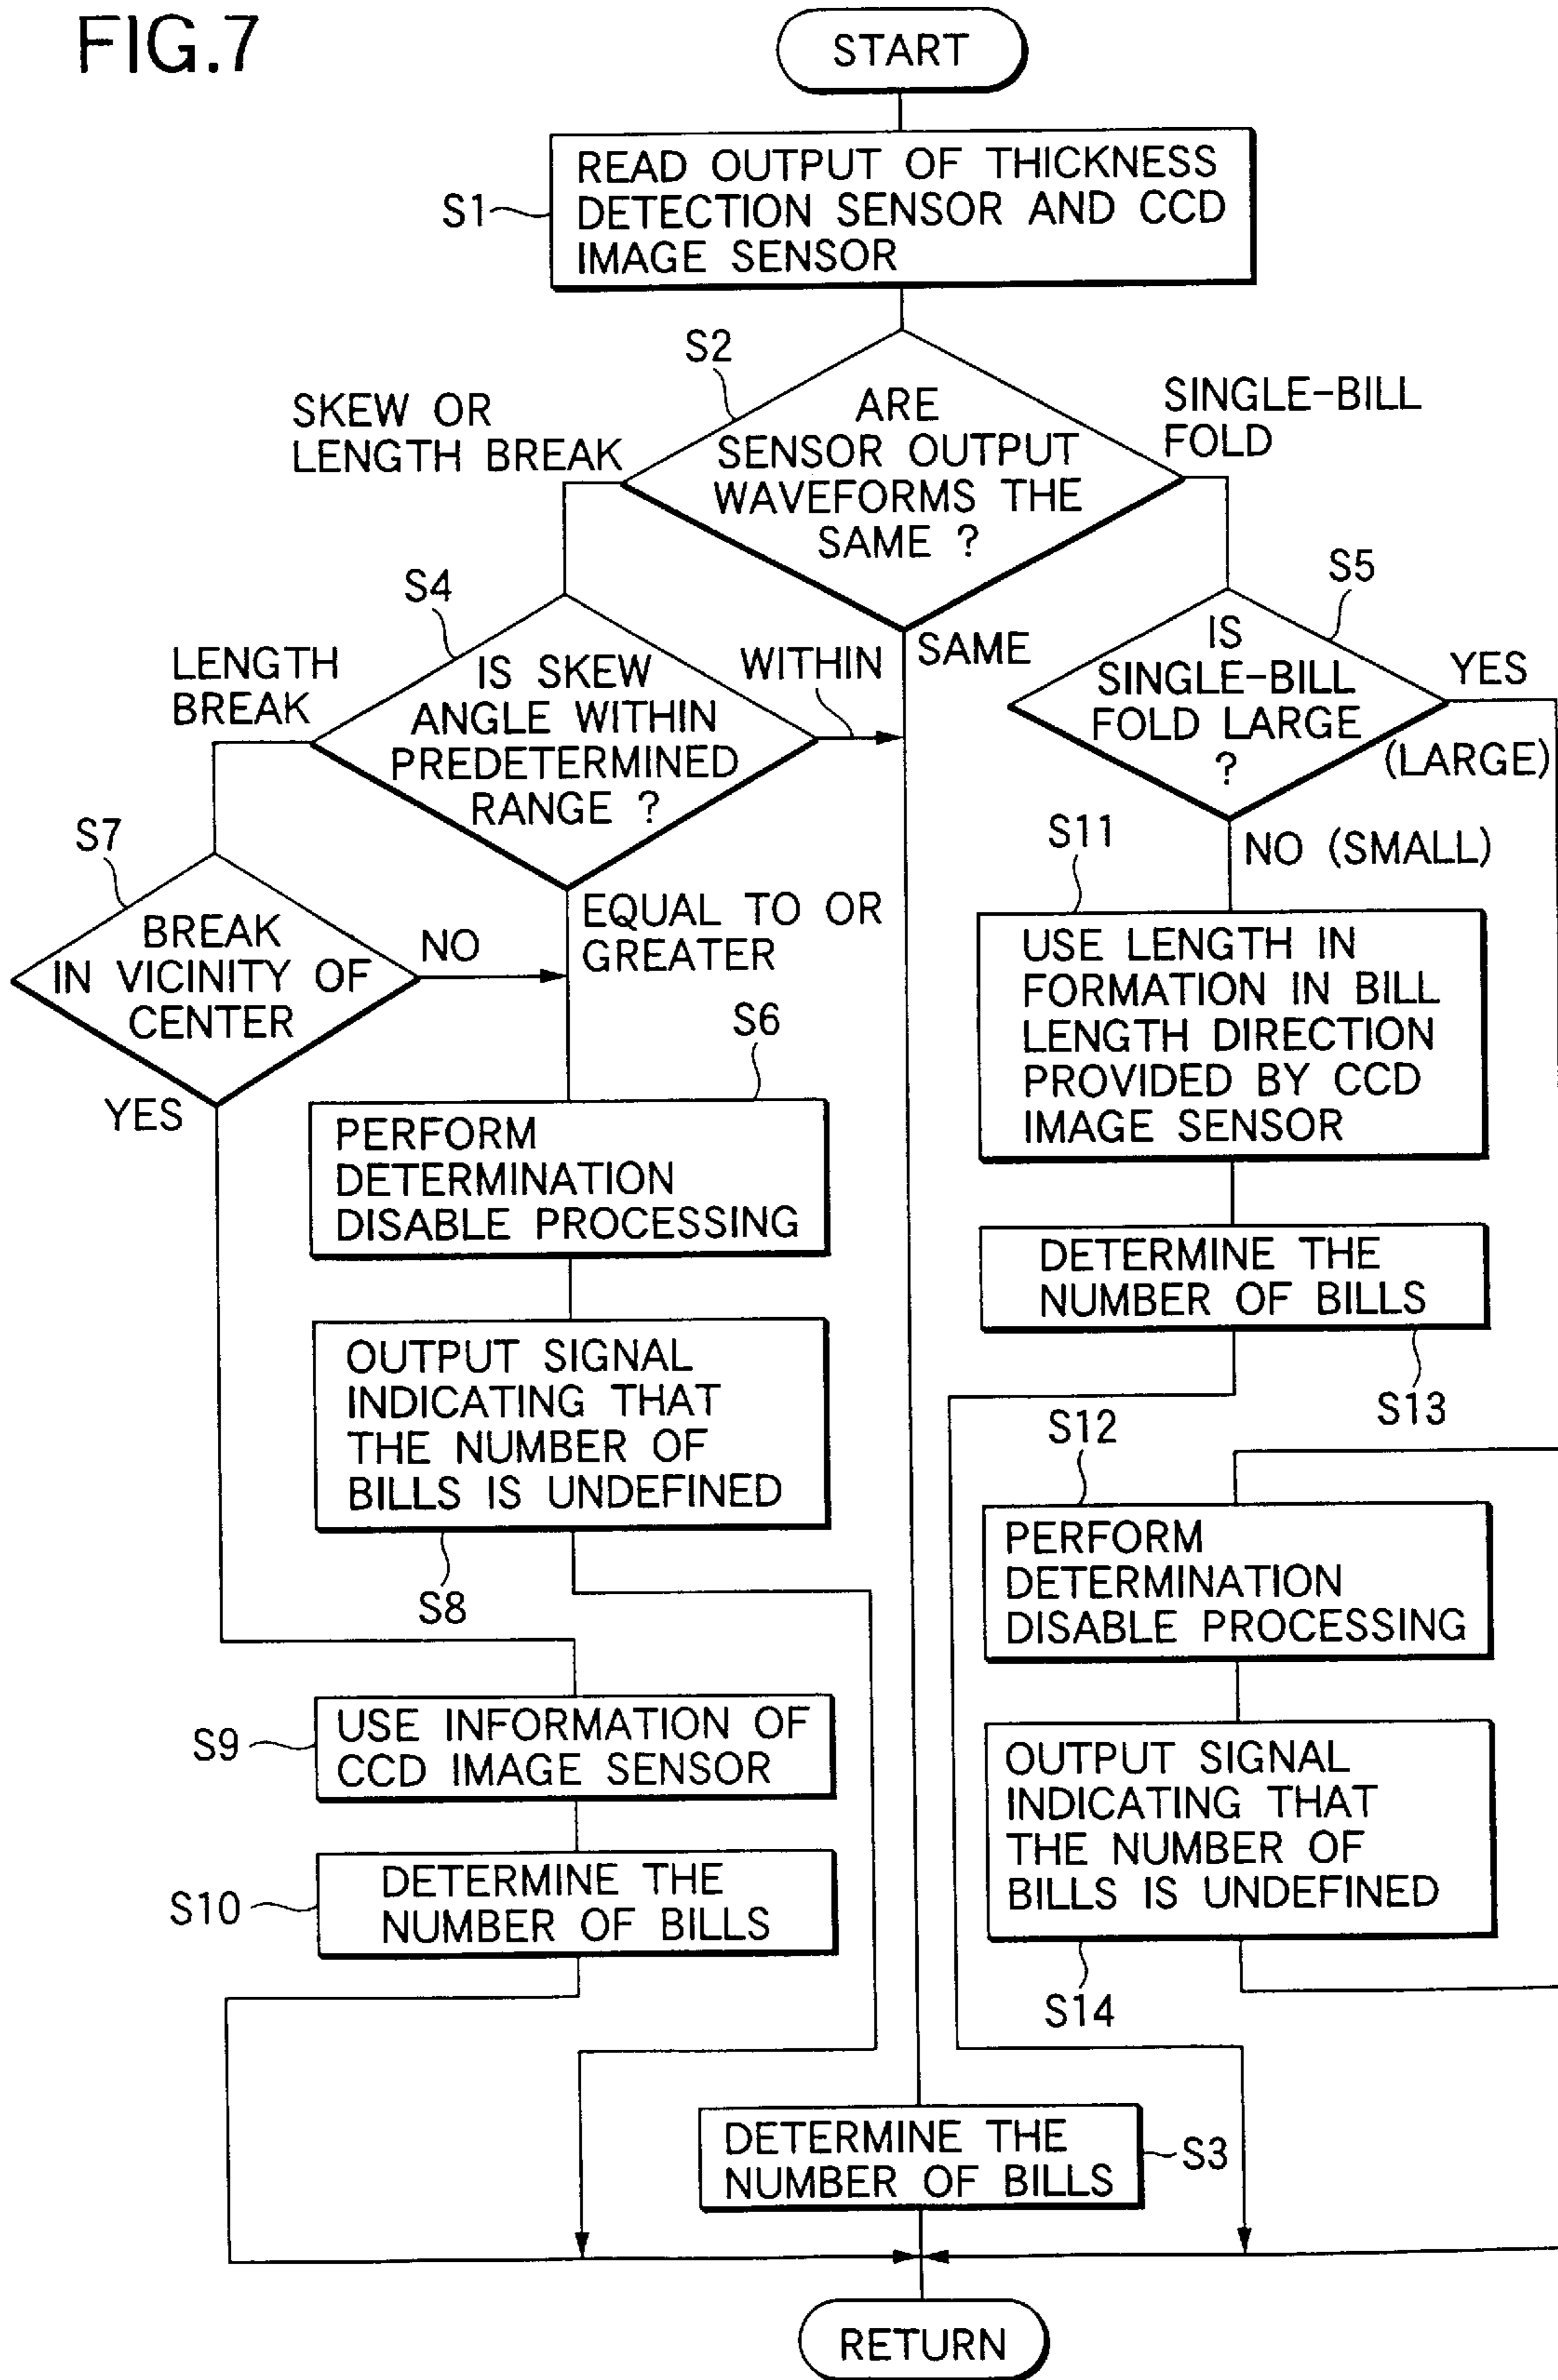 FIG.7
START
READ OUTPUT OF THICKNESS
DETECTION SENSOR AND CCD
IMAGE SENSOR
S1
S2
ARE
SENSOR OUTPUT
WAVEFORMS THE
SAME ?
SKEW OR
LENGTH BREAK
SINGLE-BILL
FOLD
SAME
S4
IS SKEW
ANGLE WITHIN
PREDETERMINED
RANGE ?
LENGTH
BREAK
WITHIN
EQUAL TO OR
GREATER
S5
IS
SINGLE-BILL
FOLD LARGE
?
YES
(LARGE)
NO (SMALL)
S7
BREAK
IN VICINITY OF
CENTER
NO
YES
S6
PERFORM
DETERMINATION
DISABLE PROCESSING
OUTPUT SIGNAL
INDICATING THAT
THE NUMBER OF
BILLS IS UNDEFINED
S8
S9
USE INFORMATION OF
CCD IMAGE SENSOR
S10
DETERMINE THE
NUMBER OF BILLS
S11
USE LENGTH IN
FORMATION IN BILL
LENGTH DIRECTION
PROVIDED BY CCD
IMAGE SENSOR
DETERMINE THE
NUMBER OF BILLS
S13
S12
PERFORM
DETERMINATION
DISABLE PROCESSING
OUTPUT SIGNAL
INDICATING THAT
THE NUMBER OF
BILLS IS UNDEFINED
S14
DETERMINE THE
NUMBER OF BILLS
S3
RETURN